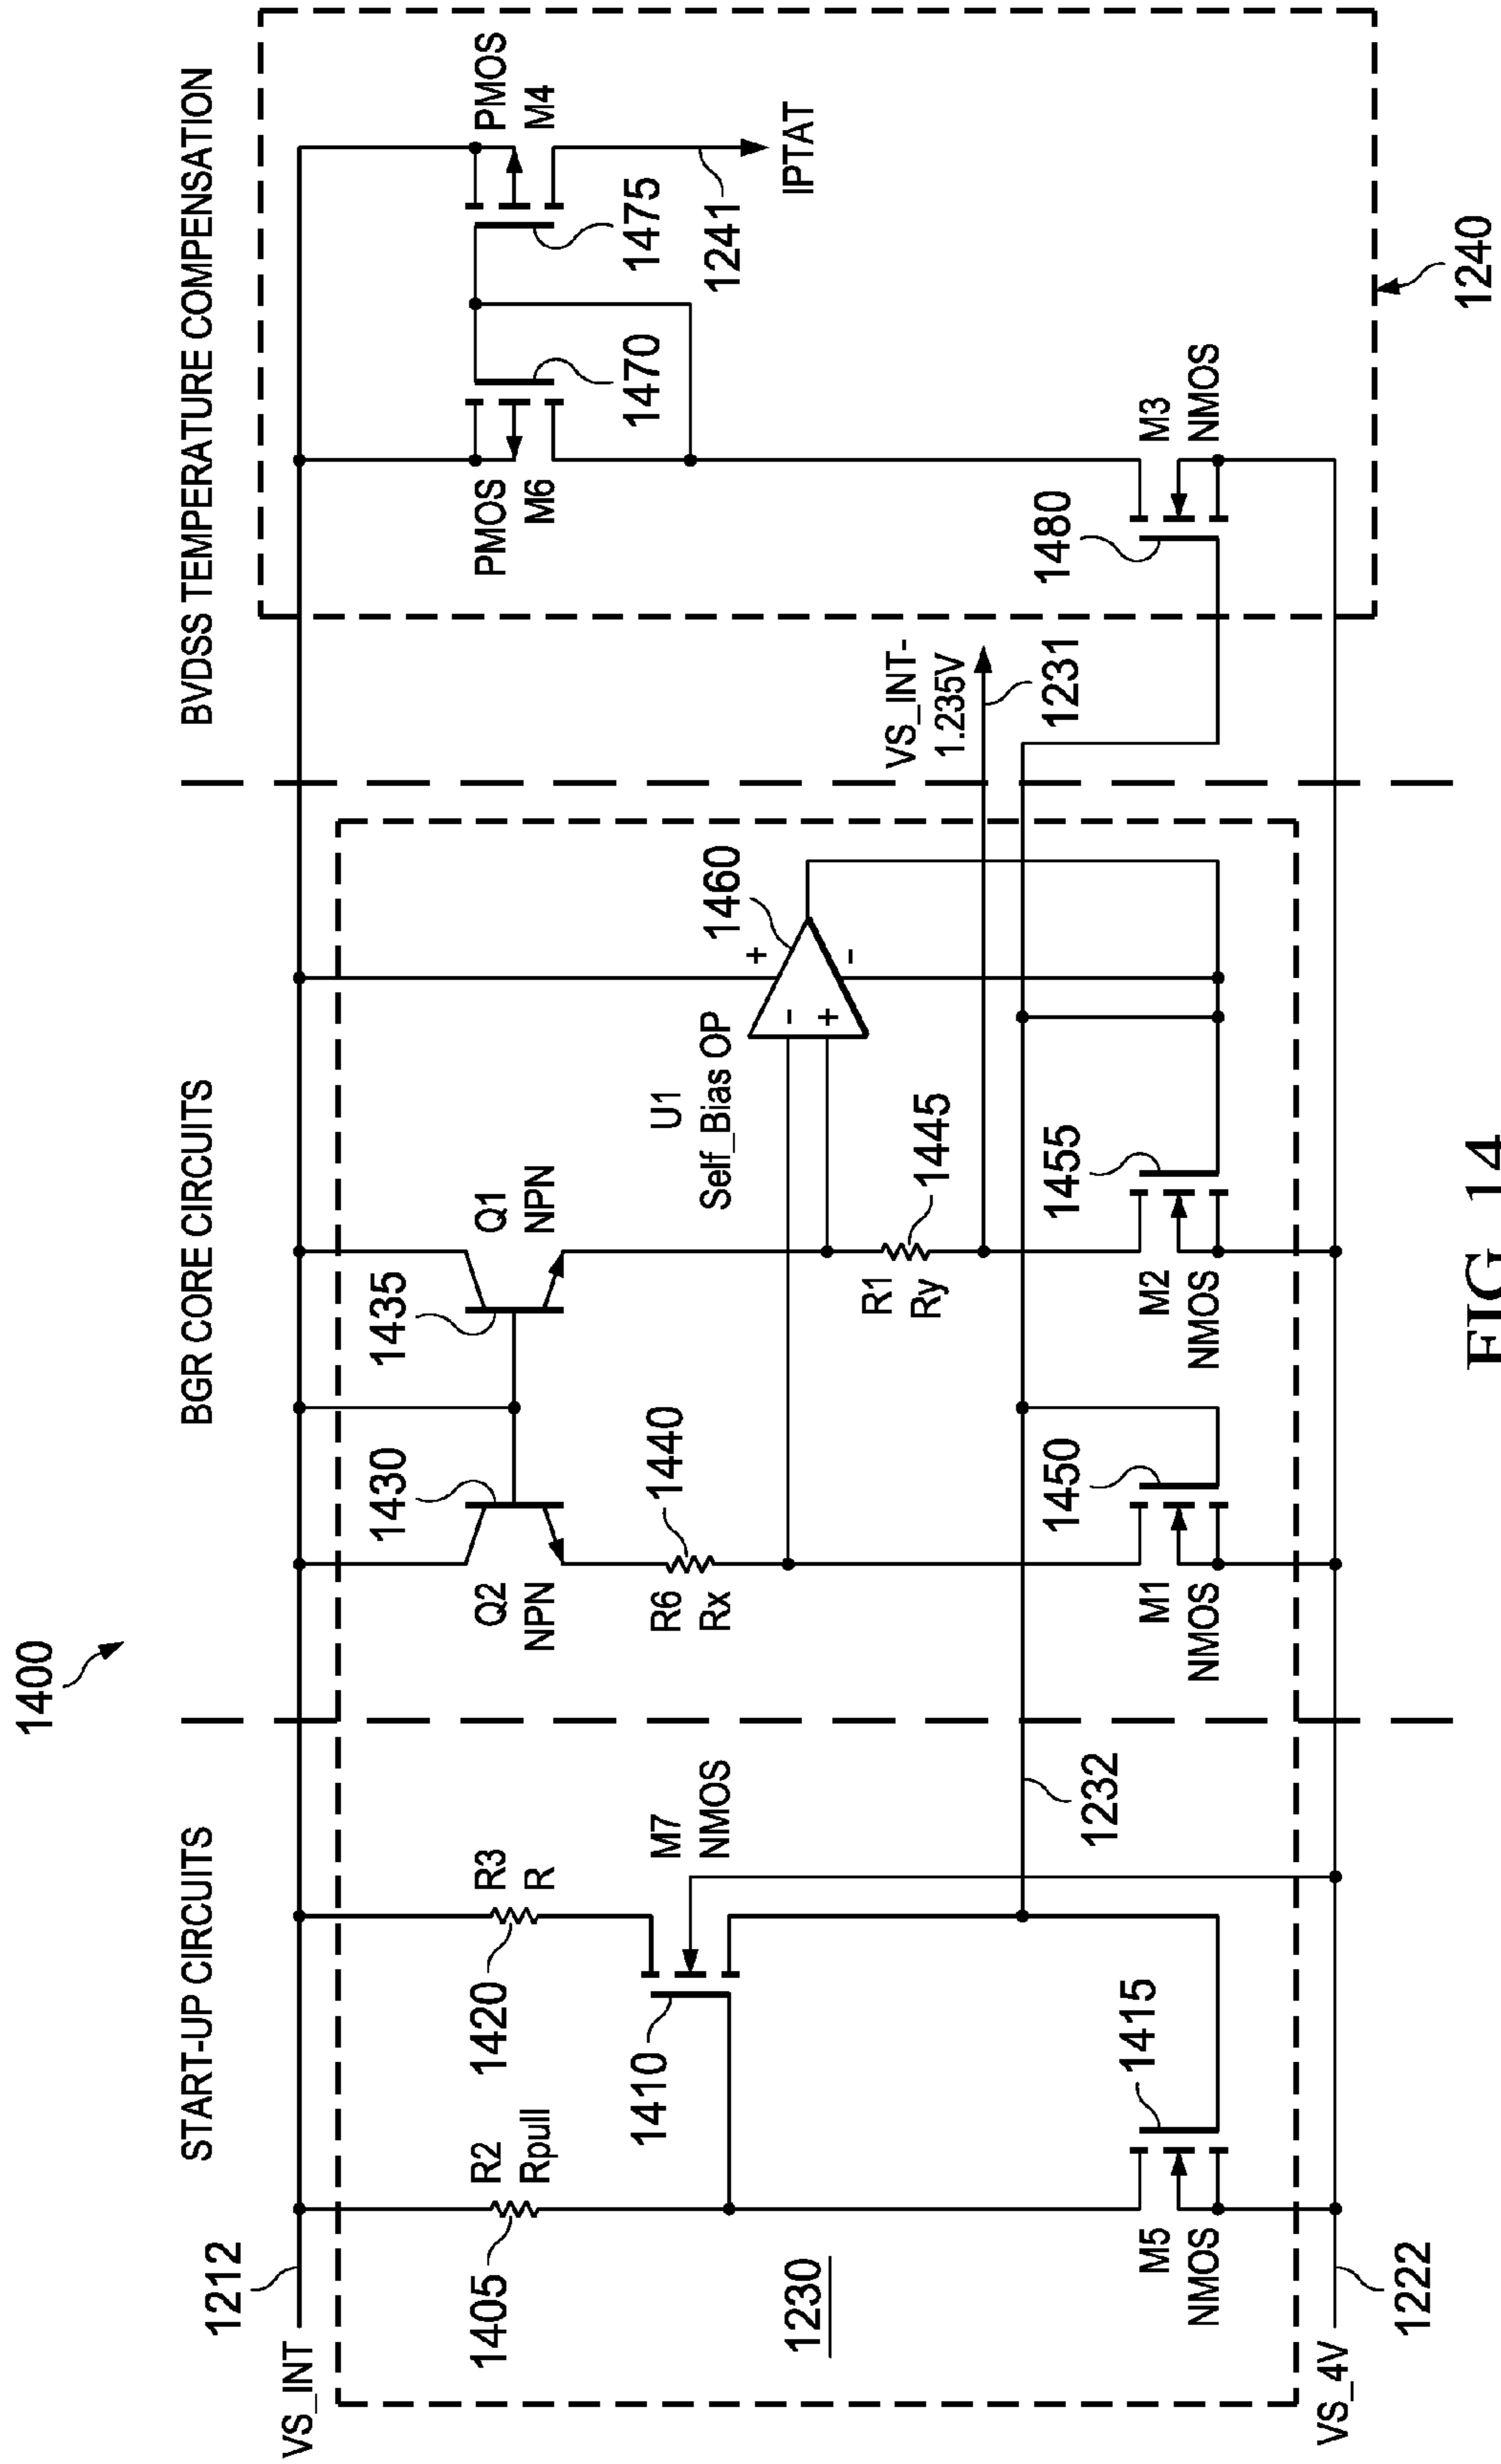 1400
START-UP CIRCUITS
BGR CORE CIRCUITS
BVDSS TEMPERATURE COMPENSATION
VS_INT
1212
R2
Rpull
1405
R3
R
1420
M7
NMOS
1410
1230
M5
NMOS
1415
1232
VS_4V
1222
Q2
NPN
1430
Q1
NPN
1435
R6
Rx
1440
U1
Self_Bias OP
1460
+
-
-
+
R1
Ry
1445
M1
NMOS
1450
M2
NMOS
1455
VS_INT-
1.235V
1231
PMOS
M6
1470
PMOS
M4
1475
1241
IPTAT
M3
NMOS
1480
1240
FIG. 14